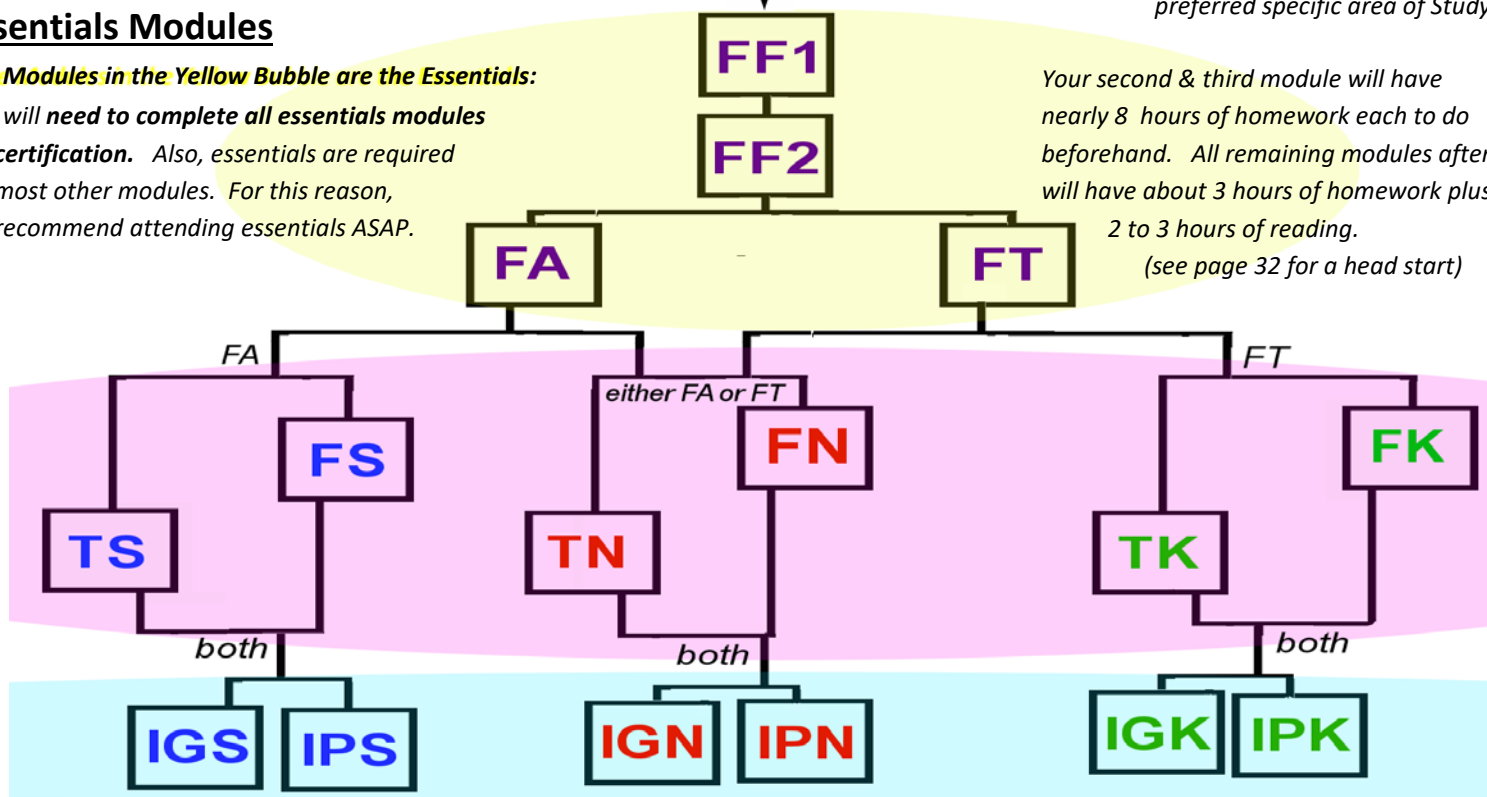 sentials Modules
preferred specific area of Study
Modules in the Yellow Bubble are the Essentials:
will need to complete all essentials modules
certification. Also, essentials are required
most other modules. For this reason,
recommend attending essentials ASAP.
FF1
FF2
Your second & third module will have
nearly 8 hours of homework each to do
beforehand. All remaining modules after
will have about 3 hours of homework plus
2 to 3 hours of reading.
(see page 32 for a head start)
FA
FT
FA
either FA or FT
FT
FS
FN
FK
TS
TN
TK
both
both
both
IGS
IPS
IGN
IPN
IGK
IPK